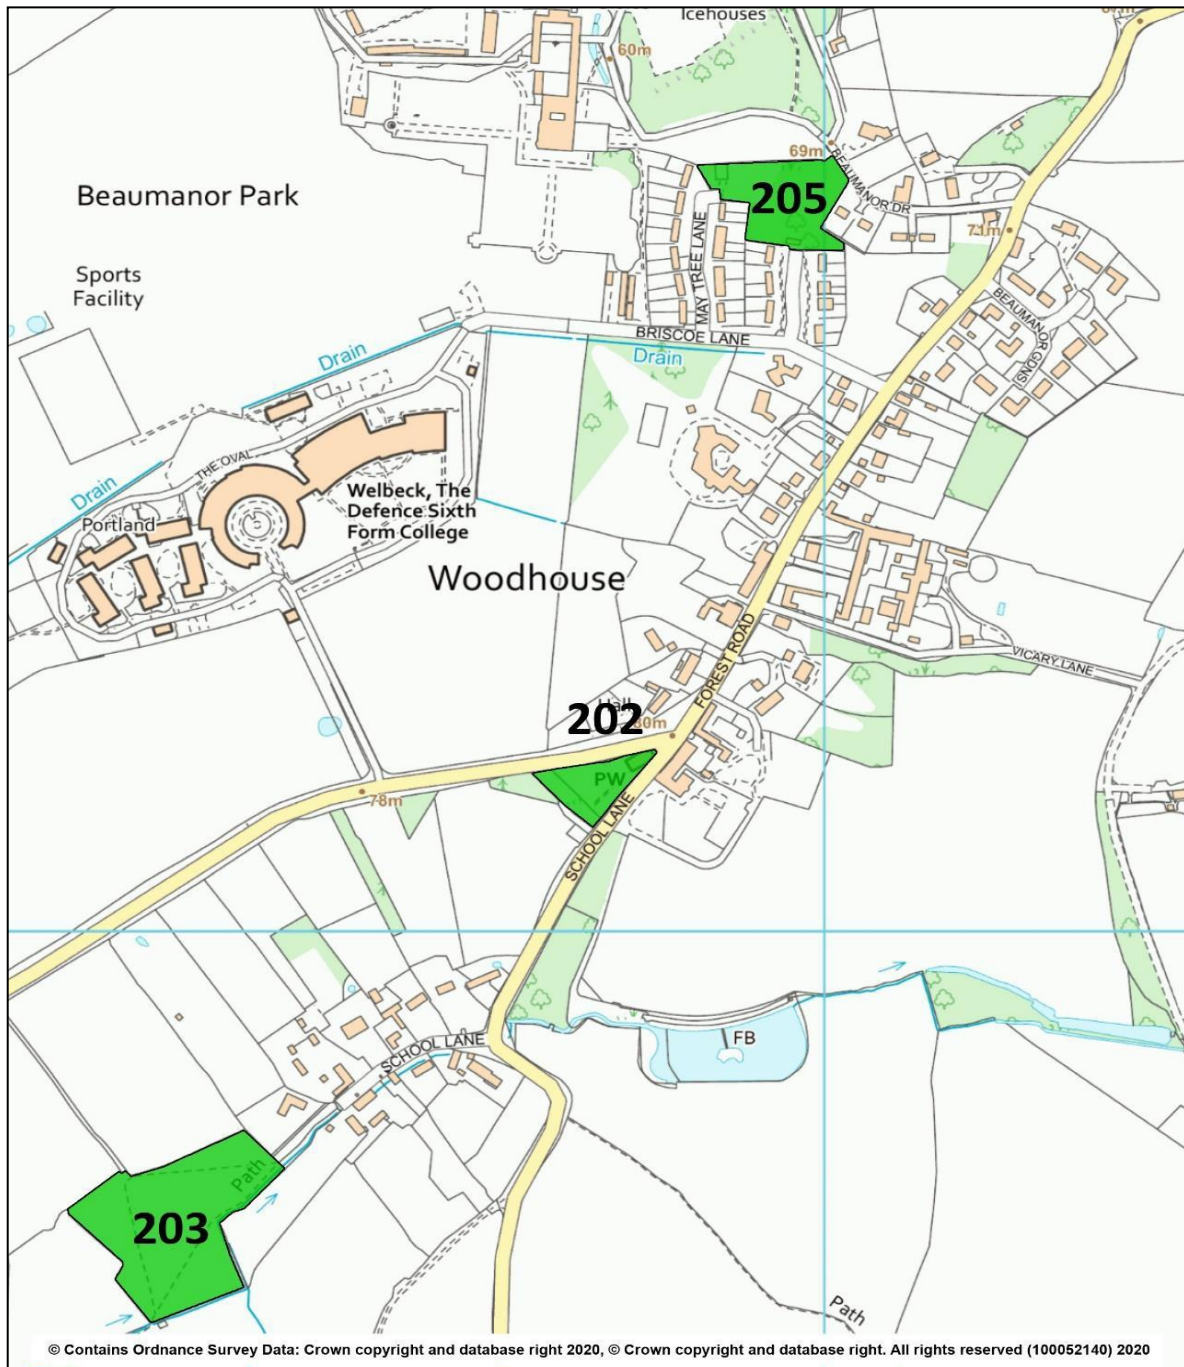 Icehouses
60m
69m
BEAUMANOR DR
205
Beaumanor Park
71m
Sports
Facility
MAY TREE LANE
BEAUMANOR GDNS
BRISCOE LANE
Drain
Drain
THE OVAL
Drain
Portland
Welbeck, The
Defence Sixth
Form College
Woodhouse
FOREST ROAD
VICARY LANE
Hall
202
80m
PW
78m
SCHOOL LANE
FB
SCHOOL LANE
Path
203
Path
© Contains Ordnance Survey Data: Crown copyright and database right 2020, © Crown copyright and database right. All rights reserved (100052140) 2020